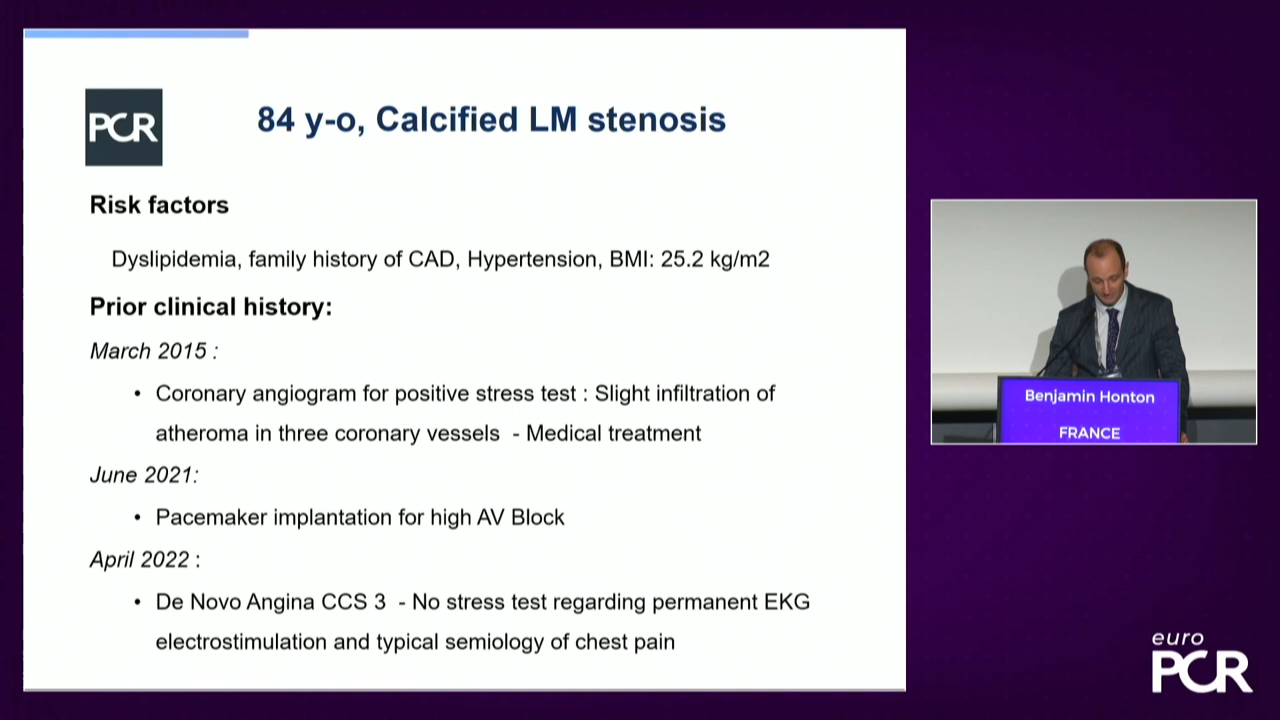 PCR
84 y-o, Calcified LM stenosis
Risk factors
Dyslipidemia, family history of CAD, Hypertension, BMI: 25.2 kg/m2
Prior clinical history:
March 2015 :
• Coronary angiogram for positive stress test : Slight infiltration of
atheroma in three coronary vessels - Medical treatment
June 2021:
• Pacemaker implantation for high AV Block
April 2022 :
• De Novo Angina CCS 3 - No stress test regarding permanent EKG
electrostimulation and typical semiology of chest pain
Benjamin Honton
FRANCE
euro
PCR